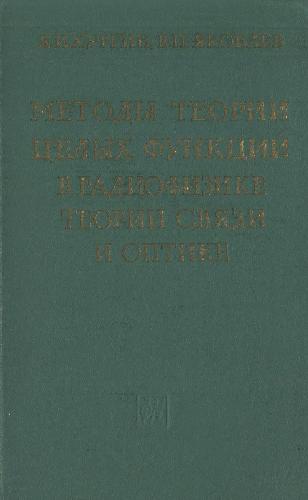 Я.И.ХУРГИН, В.П.ЯКОВЛЕВ
МЕТОДЫ ТЕОРИИ
ЦЕЛЫХ ФУНКЦИЙ
В РАДИОФИЗИКЕ
ТЕОРИИ СВЯЗИ
И ОПТИКЕ